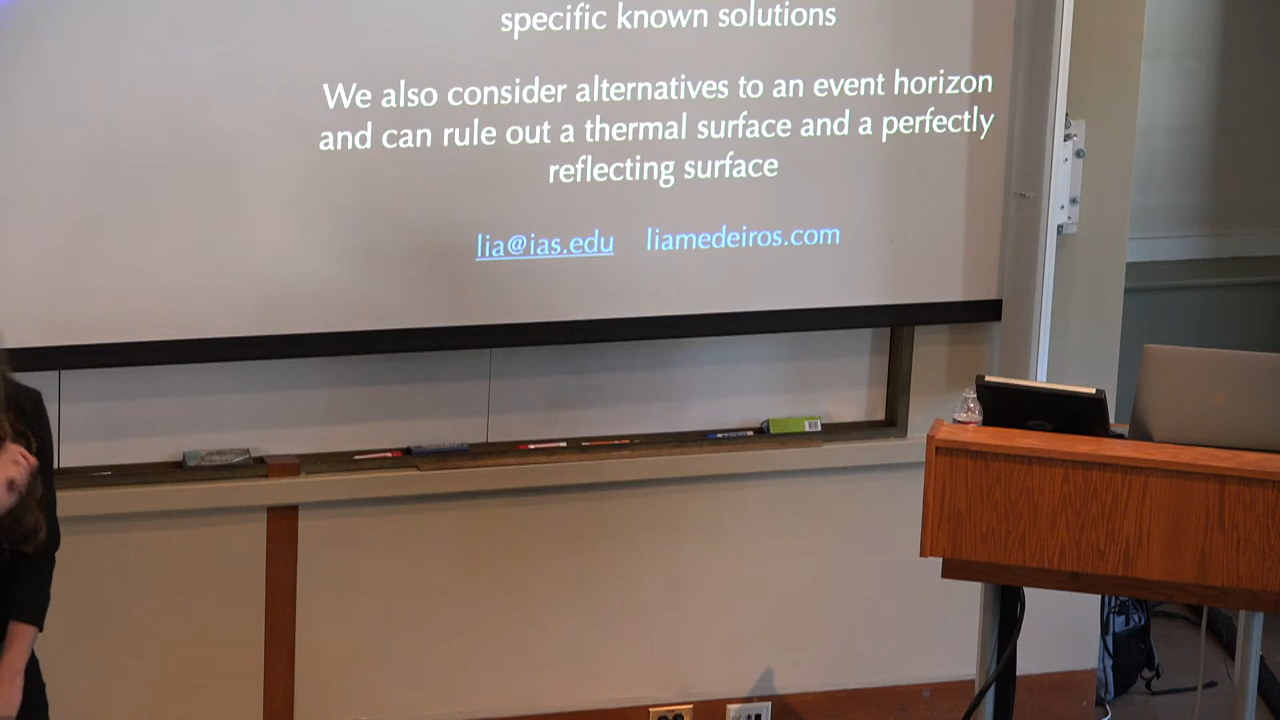 specific known solutions
We also consider alternatives to an event horizon
and can rule out a thermal surface and a perfectly
reflecting surface
lia@ias.edu liamedeiros.com